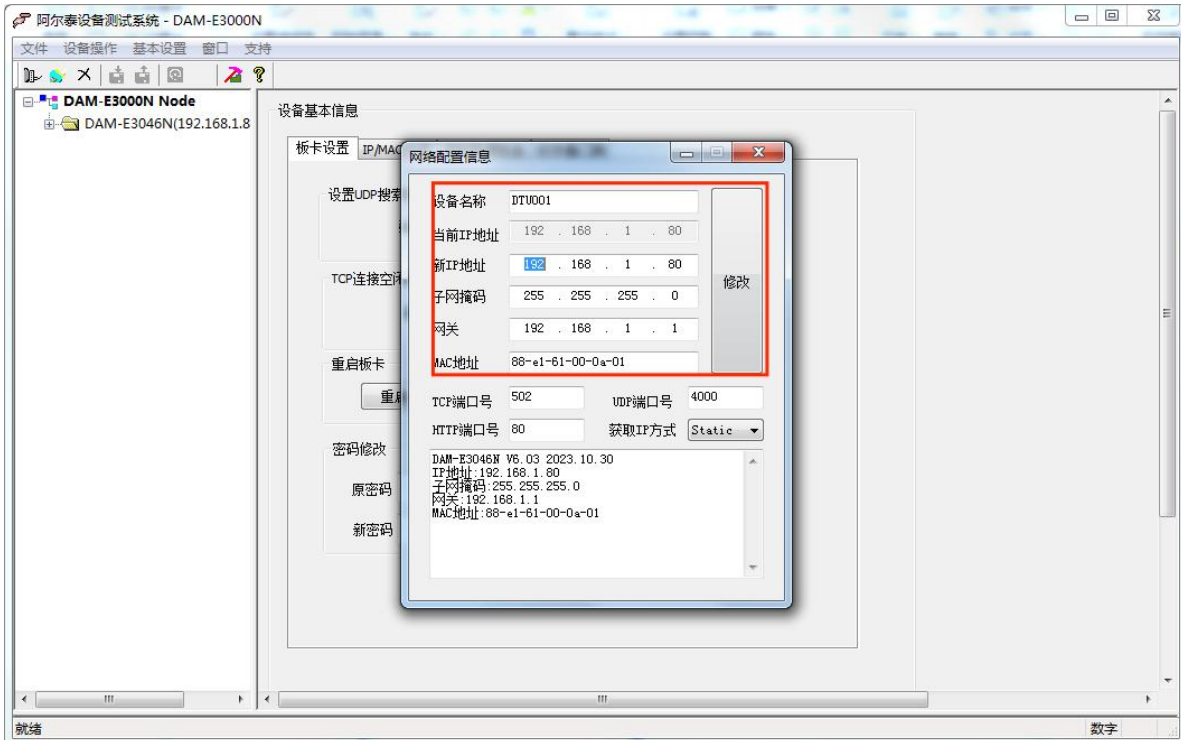 阿尔泰设备测试系统 - DAM-E3000N
文件 设备操作 基本设置 窗口 支持
DAM-E3000N Node
DAM-E3046N(192.168.1.8
设备基本信息
板卡设置 IP/MAC
设置UDP搜索
TCP连接空闲
重启板卡
密码修改
原密码
新密码
网络配置信息
设备名称 DTU001
当前IP地址 192 . 168 . 1 . 80
新IP地址 192 . 168 . 1 . 80
子网掩码 255 . 255 . 255 . 0
网关 192 . 168 . 1 . 1
MAC地址 88-e1-61-00-0a-01
修改
TCP端口号 502 UDP端口号 4000
HTTP端口号 80 获取IP方式 Static
DAM-E3046N V6.03 2023.10.30
IP地址:192.168.1.80
子网掩码:255.255.255.0
网关:192.168.1.1
MAC地址:88-e1-61-00-0a-01
就绪 数字